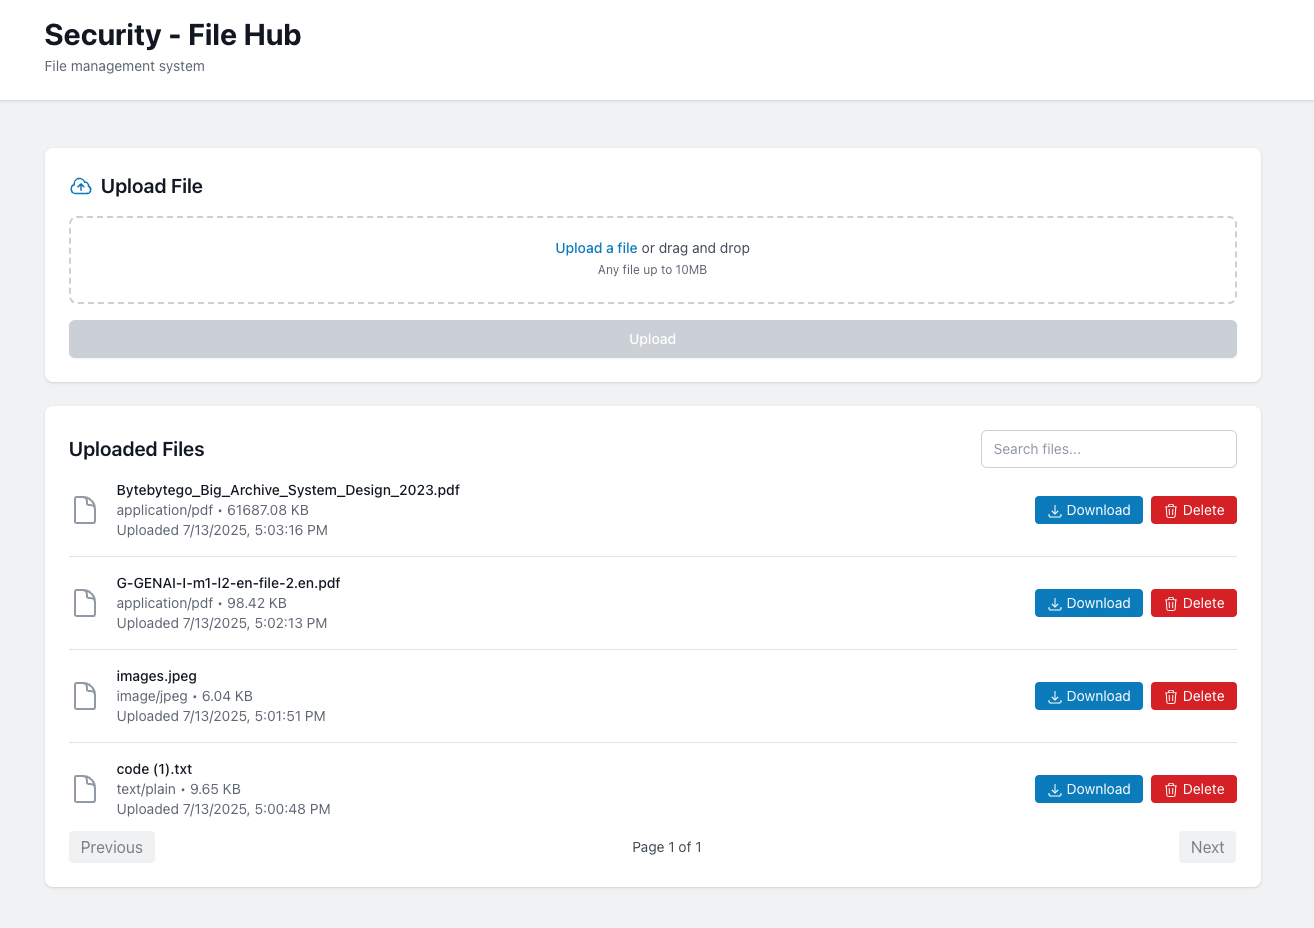 Security - File Hub
File management system
Upload File
Upload a file or drag and drop
Any file up to 10MB
Upload
Uploaded Files
Search files...
Bytebytego_Big_Archive_System_Design_2023.pdf
application/pdf • 61687.08 KB
Uploaded 7/13/2025, 5:03:16 PM
Download
Delete
G-GENAI-I-m1-l2-en-file-2.en.pdf
application/pdf • 98.42 KB
Uploaded 7/13/2025, 5:02:13 PM
Download
Delete
images.jpeg
image/jpeg • 6.04 KB
Uploaded 7/13/2025, 5:01:51 PM
Download
Delete
code (1).txt
text/plain • 9.65 KB
Uploaded 7/13/2025, 5:00:48 PM
Download
Delete
Previous
Page 1 of 1
Next